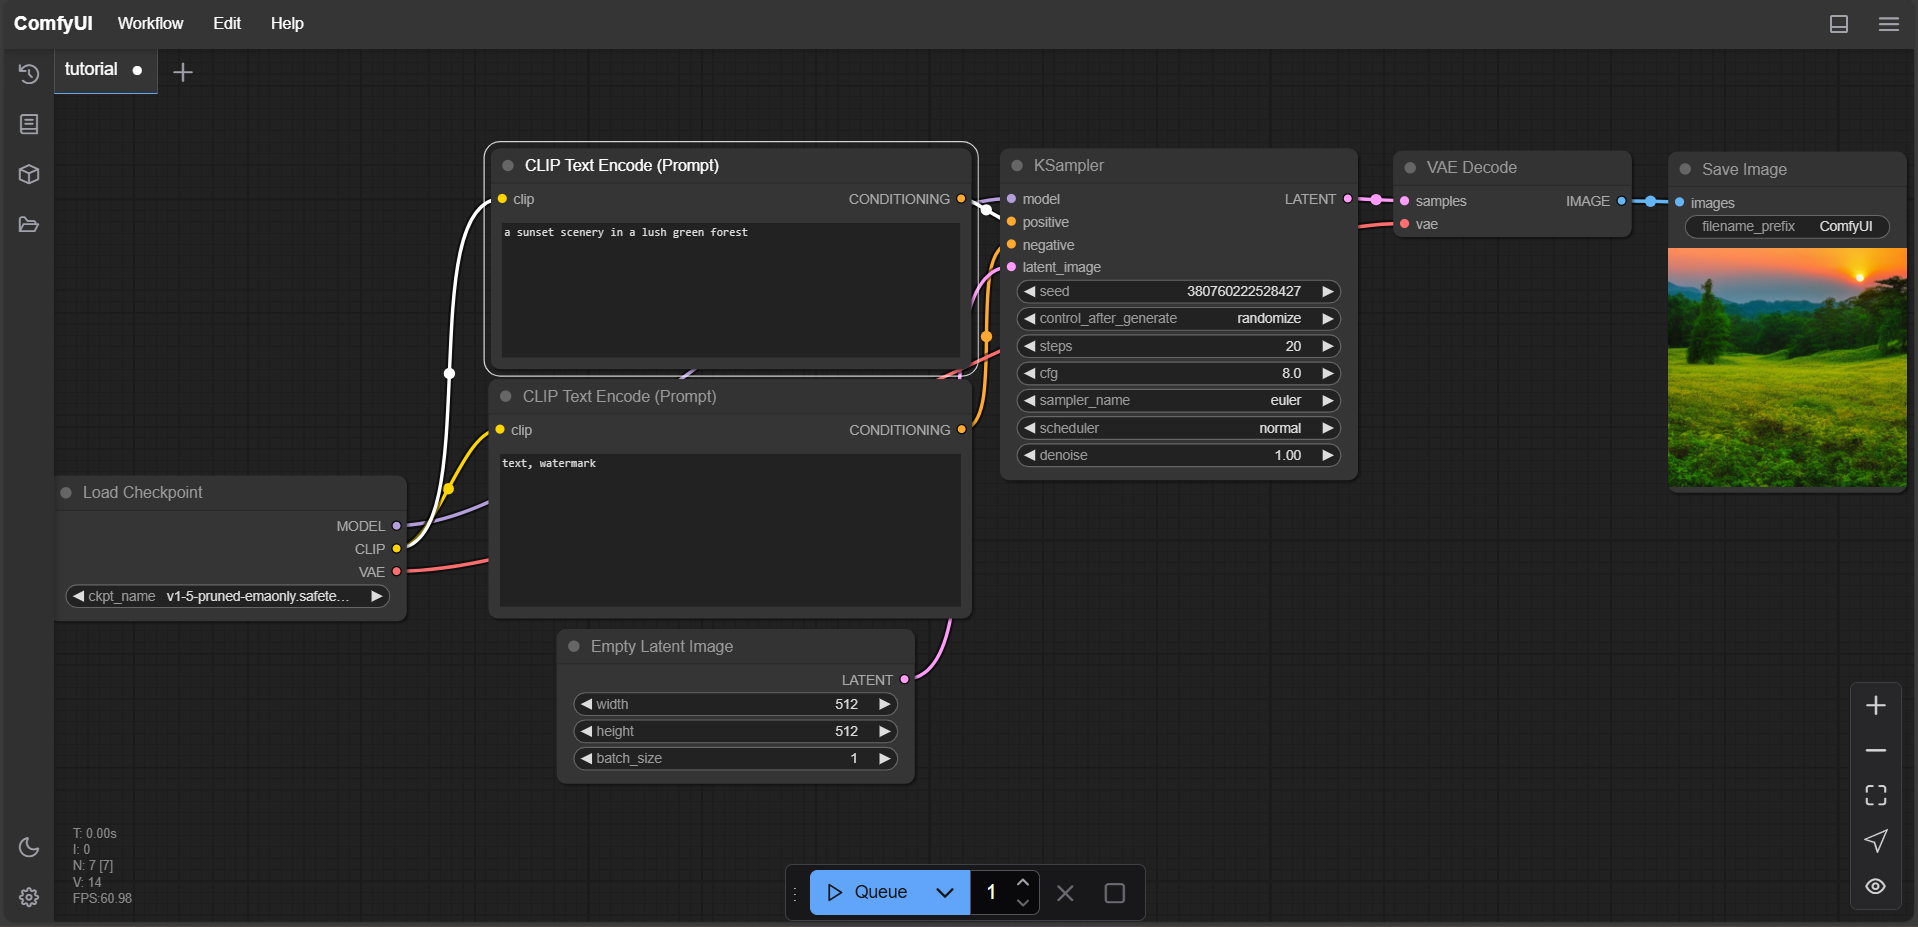 ComfyUI Workflow Edit Help
tutorial
CLIP Text Encode (Prompt)
clip CONDITIONING
a sunset scenery in a lush green forest
CLIP Text Encode (Prompt)
clip CONDITIONING
text, watermark
Load Checkpoint
MODEL
CLIP
VAE
ckpt_name v1-5-pruned-emaonly.safete...
Empty Latent Image
LATENT
width 512
height 512
batch_size 1
KSampler
model LATENT
positive
negative
latent_image
seed 380760222528427
control_after_generate randomize
steps 20
cfg 8.0
sampler_name euler
scheduler normal
denoise 1.00
VAE Decode
samples IMAGE
vae
Save Image
images
filename_prefix ComfyUI
T: 0.00s
I: 0
N: 7 [7]
V: 14
FPS:60.98
Queue 1